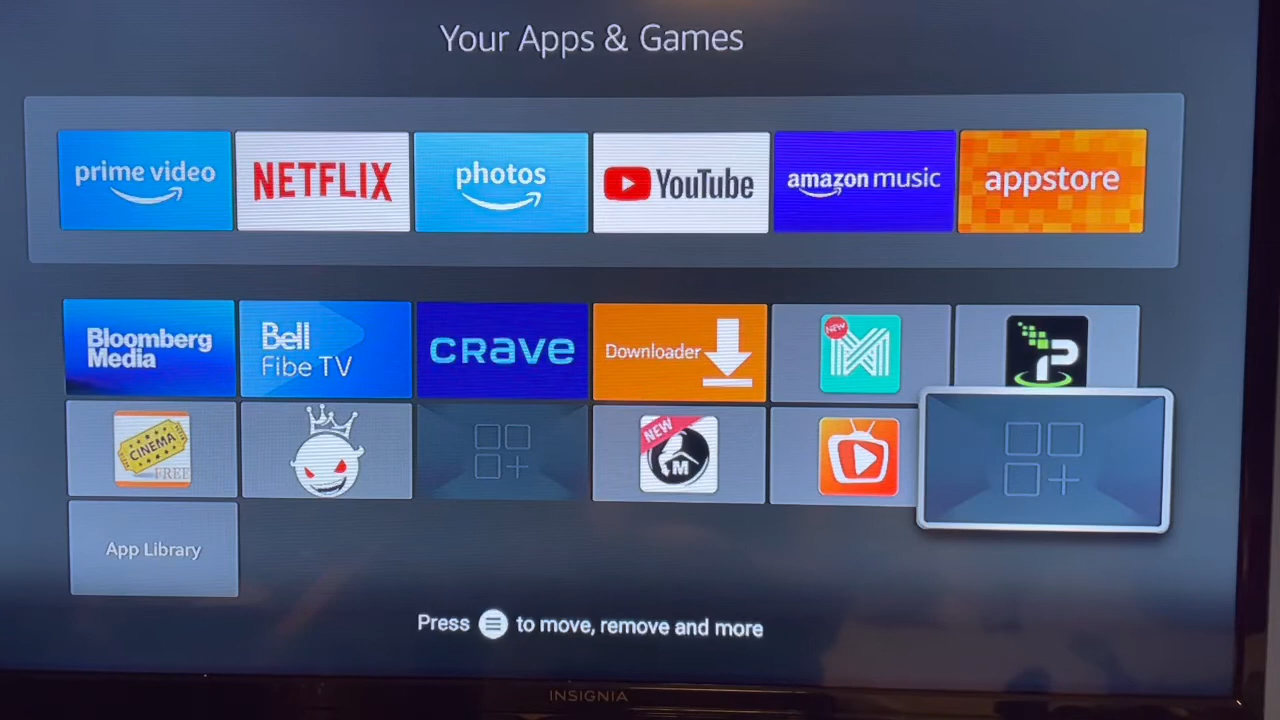 Your Apps & Games
prime video
NETFLIX
photos
YouTube
amazon music
appstore
Bloomberg
Media
Bell
Fibe TV
CRAVE
Downloader
NEW
P
CINEMA
FREE
NEW
M
App Library
Press to move, remove and more
INSIGNIA